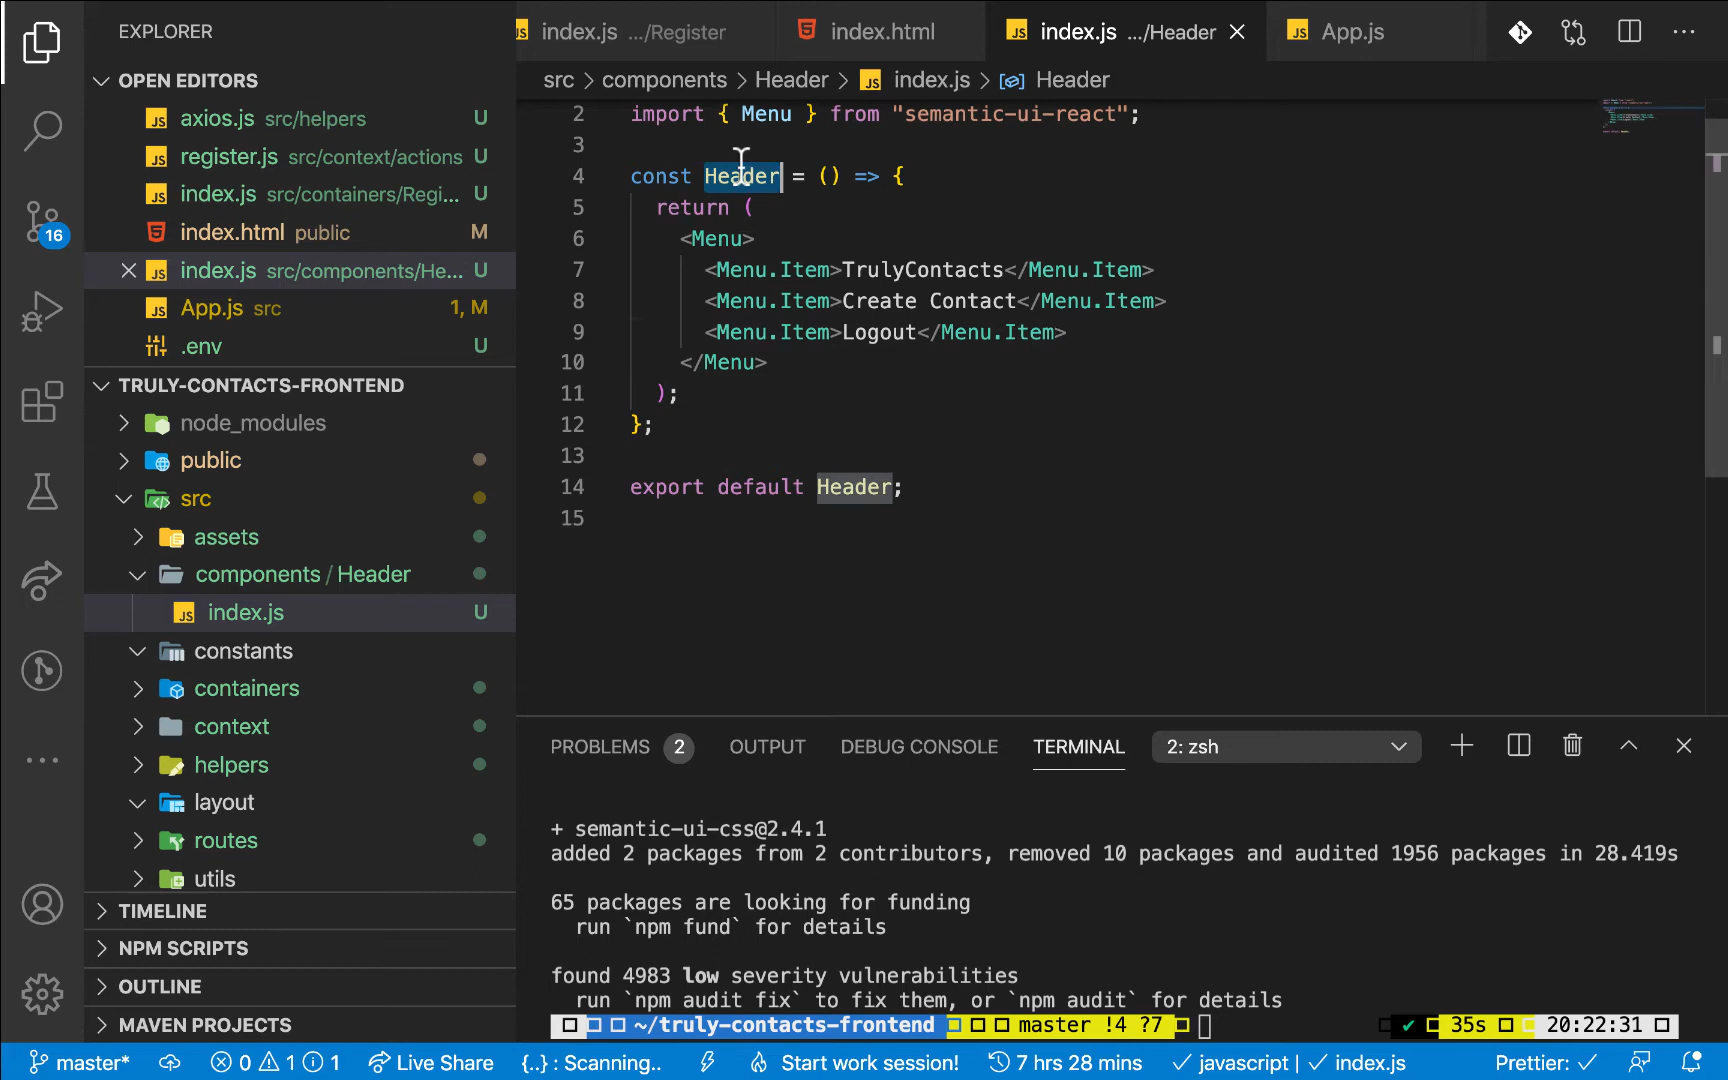 EXPLORER
OPEN EDITORS
axios.js src/helpers U
register.js src/context/actions U
index.js src/containers/Regi... U
index.html public M
index.js src/components/He... U
App.js src 1, M
.env U
TRULY-CONTACTS-FRONTEND
node_modules
public
src
assets
components / Header
index.js U
constants
containers
context
helpers
layout
routes
utils
TIMELINE
NPM SCRIPTS
OUTLINE
MAVEN PROJECTS
16
index.js .../Register
index.html
index.js .../Header
App.js
src > components > Header > index.js > Header
2 import { Menu } from "semantic-ui-react";
3
4 const Header = () => {
5 return (
6 <Menu>
7 <Menu.Item>TrulyContacts</Menu.Item>
8 <Menu.Item>Create Contact</Menu.Item>
9 <Menu.Item>Logout</Menu.Item>
10 </Menu>
11 );
12 };
13
14 export default Header;
15
PROBLEMS 2 OUTPUT DEBUG CONSOLE TERMINAL 2: zsh
+ semantic-ui-css@2.4.1
added 2 packages from 2 contributors, removed 10 packages and audited 1956 packages in 28.419s
65 packages are looking for funding
run `npm fund` for details
found 4983 low severity vulnerabilities
run `npm audit fix` to fix them, or `npm audit` for details
~/truly-contacts-frontend master !4 ?7 ✔ 35s 20:22:31
master* 0 1 1 Live Share {..} : Scanning.. Start work session! 7 hrs 28 mins ✓ javascript | ✓ index.js Prettier: ✓